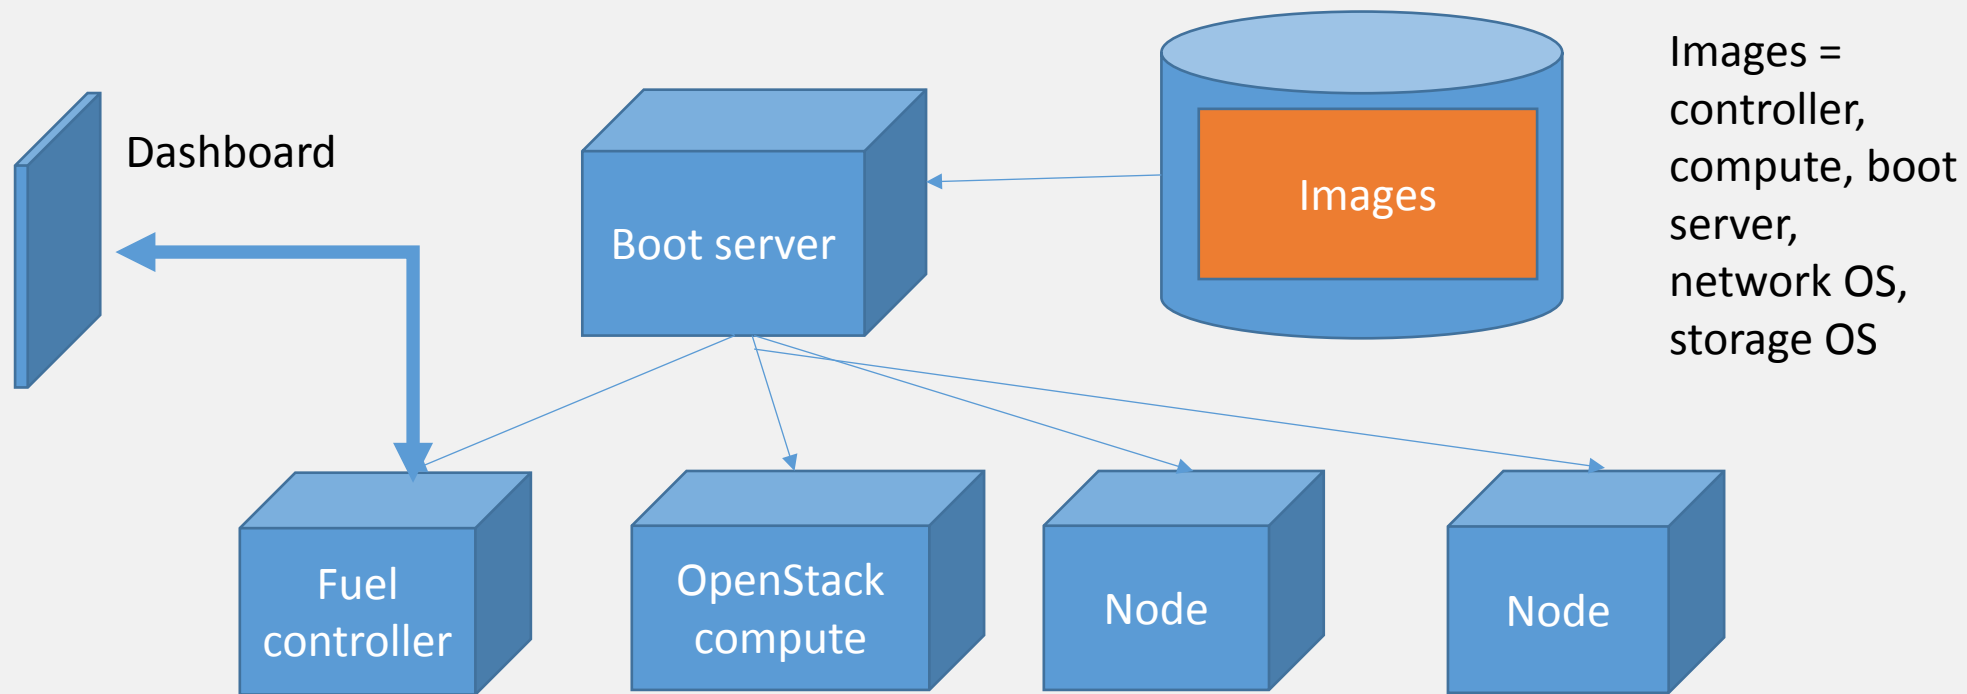 Dashboard
Boot server
Images
Images =
controller,
compute, boot
server,
network OS,
storage OS
Fuel
controller
OpenStack
compute
Node
Node